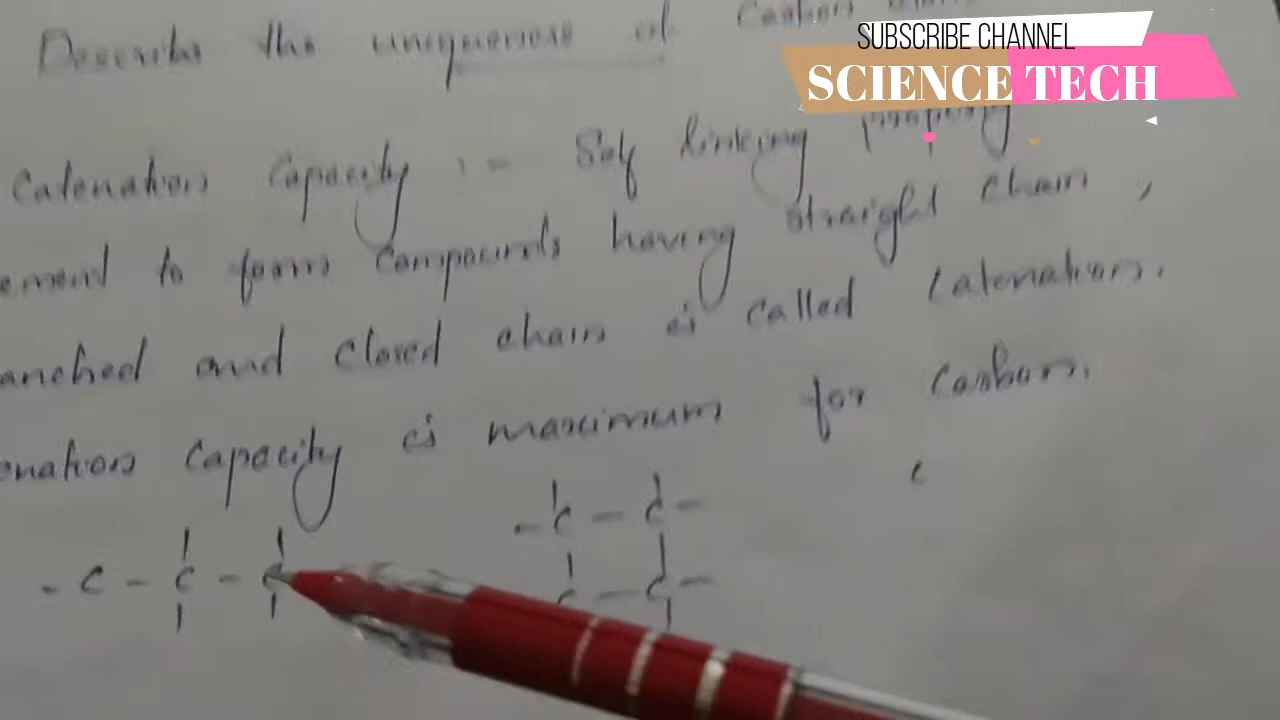 Describe the uniqueness of Carbon
SUBSCRIBE CHANNEL
SCIENCE TECH
Catenation Capacity :- Self linking property
ement to form compounds having straight chain ,
anched and closed chain is called Catenation.
enation capacity is maximum for Carbon.
- C - C - C
- C - C -
C - C -